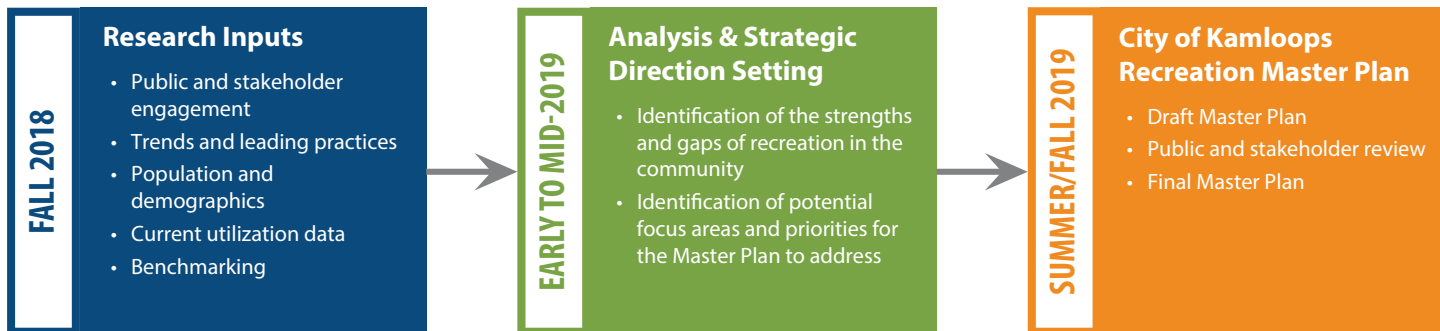 FALL 2018
Research Inputs
• Public and stakeholder
engagement
• Trends and leading practices
• Population and
demographics
• Current utilization data
• Benchmarking
EARLY TO MID-2019
Analysis & Strategic
Direction Setting
• Identification of the strengths
and gaps of recreation in the
community
• Identification of potential
focus areas and priorities for
the Master Plan to address
SUMMER/FALL 2019
City of Kamloops
Recreation Master Plan
• Draft Master Plan
• Public and stakeholder review
• Final Master Plan